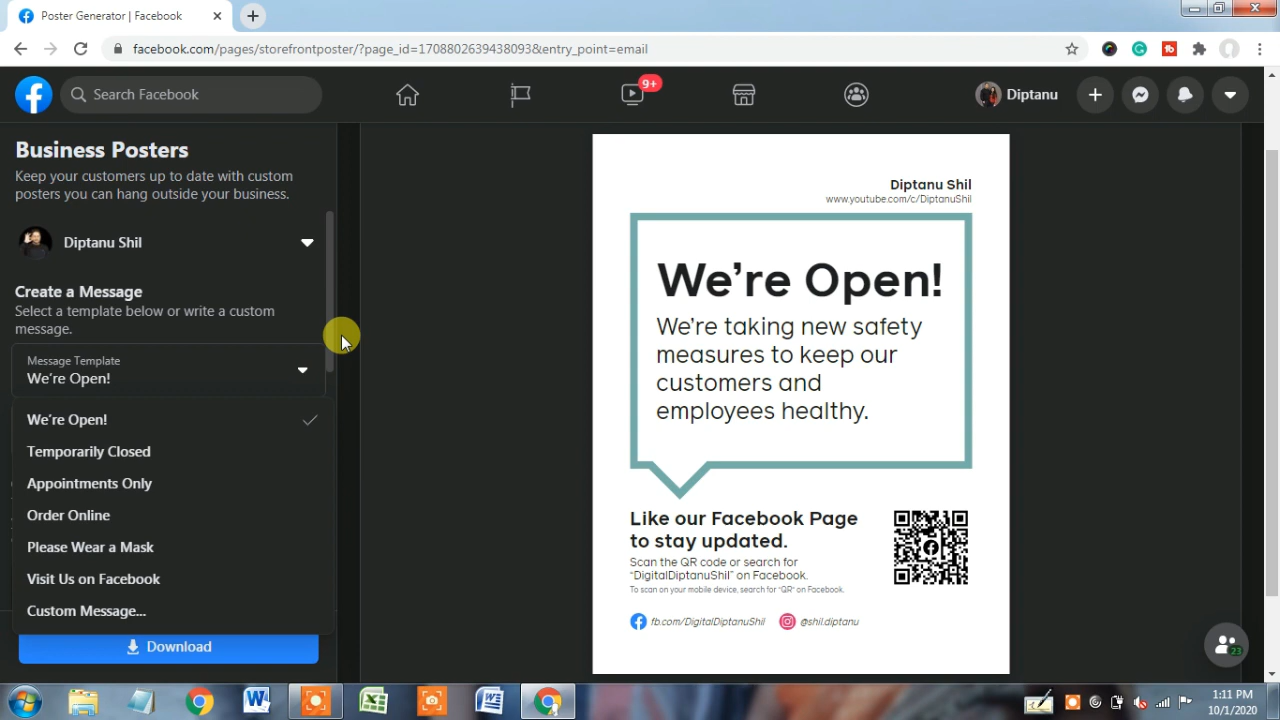 Poster Generator | Facebook
facebook.com/pages/storefrontposter/?page_id=1708802639438093&entry_point=email
Search Facebook
9+
Diptanu
Business Posters
Keep your customers up to date with custom
posters you can hang outside your business.
Diptanu Shil
Create a Message
Select a template below or write a custom
message.
Message Template
We're Open!
We're Open!
Temporarily Closed
Appointments Only
Order Online
Please Wear a Mask
Visit Us on Facebook
Custom Message...
Download
Diptanu Shil
www.youtube.com/c/DiptanuShil
We're Open!
We're taking new safety
measures to keep our
customers and
employees healthy.
Like our Facebook Page
to stay updated.
Scan the QR code or search for
"DigitalDiptanuShil" on Facebook.
To scan on your mobile device, search for "QR" on Facebook.
fb.com/DigitalDiptanuShil
@shil.diptanu
23
1:11 PM
10/1/2020